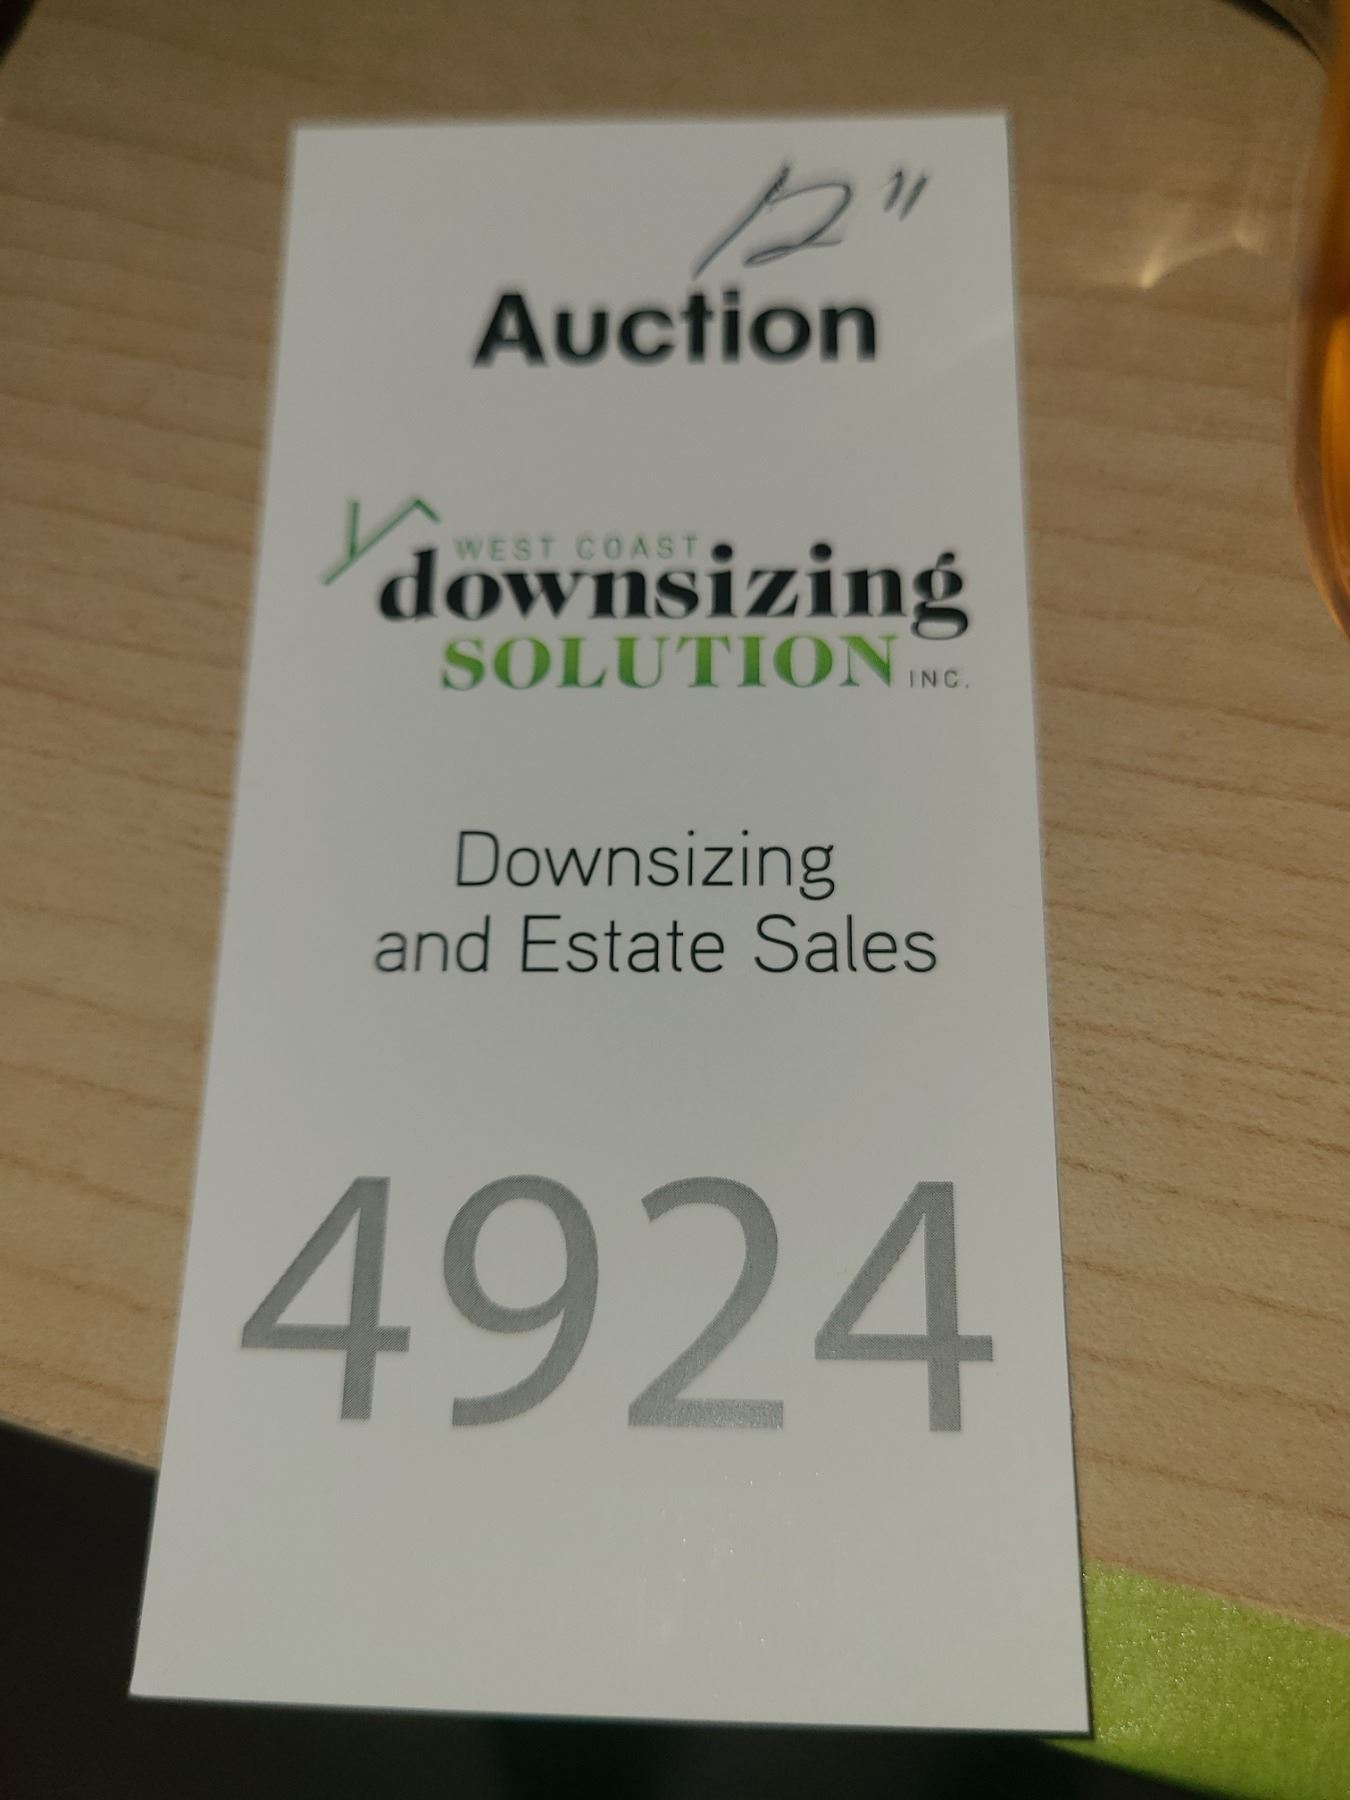 12"
Auction
WEST COAST
downsizing
SOLUTION INC.
Downsizing
and Estate Sales
4924